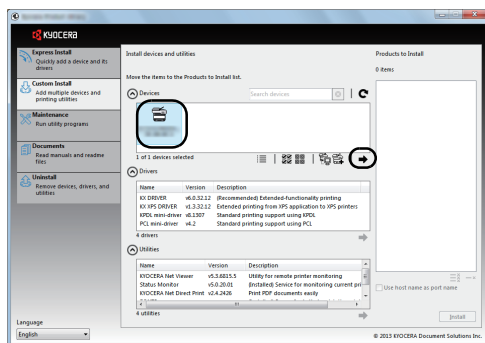 KYOCERA
Express Install
Quickly add a device and its
drivers
Custom Install
Add multiple devices and
printing utilities
Maintenance
Run utility programs
Documents
Read manuals and readme
files
Uninstall
Remove devices, drivers, and
utilities
Language
English
Install devices and utilities
Move the items to the Products to Install list.
Devices
Search devices
1 of 1 devices selected
Drivers
Name Version Description
KX DRIVER v6.0.32.12 (Recommended) Extended-functionality printing
KX XPS DRIVER v1.3.32.12 Extended printing from XPS application to XPS printers
KPDL mini-driver v8.1307 Standard printing support using KPDL
PCL mini-driver v4.2 Standard printing support using PCL
4 drivers
Utilities
Name Version Description
KYOCERA Net Viewer v5.3.6815.5 Utility for remote printer monitoring
Status Monitor v5.0.20.01 (Installed) Service for monitoring current pri
KYOCERA Net Direct Print v2.4.2426 Print PDF documents easily
4 utilities
Products to Install
0 items
Use host name as port name
Install
© 2013 KYOCERA Document Solutions Inc.